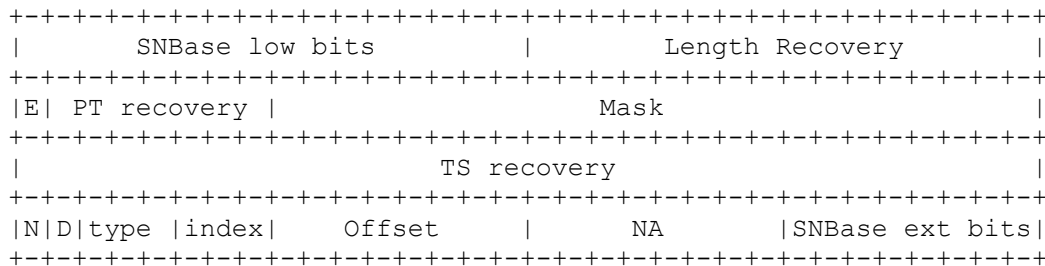 +-+-+-+-+-+-+-+-+-+-+-+-+-+-+-+-+-+-+-+-+-+-+-+-+-+-+-+-+-+-+-+-+
|       SNBase low bits         |        Length Recovery        |
+-+-+-+-+-+-+-+-+-+-+-+-+-+-+-+-+-+-+-+-+-+-+-+-+-+-+-+-+-+-+-+-+
|E| PT recovery |                    Mask                       |
+-+-+-+-+-+-+-+-+-+-+-+-+-+-+-+-+-+-+-+-+-+-+-+-+-+-+-+-+-+-+-+-+
|                          TS recovery                          |
+-+-+-+-+-+-+-+-+-+-+-+-+-+-+-+-+-+-+-+-+-+-+-+-+-+-+-+-+-+-+-+-+
|N|D|type |index|    Offset     |      NA       |SNBase ext bits|
+-+-+-+-+-+-+-+-+-+-+-+-+-+-+-+-+-+-+-+-+-+-+-+-+-+-+-+-+-+-+-+-+